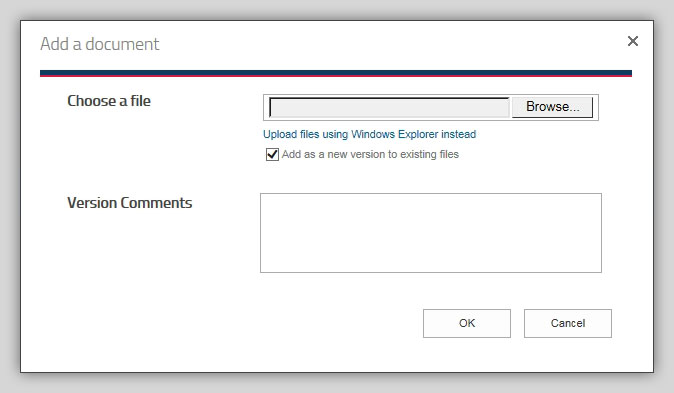 Add a document
Choose a file
Browse...
Upload files using Windows Explorer instead
Add as a new version to existing files
Version Comments
OK
Cancel